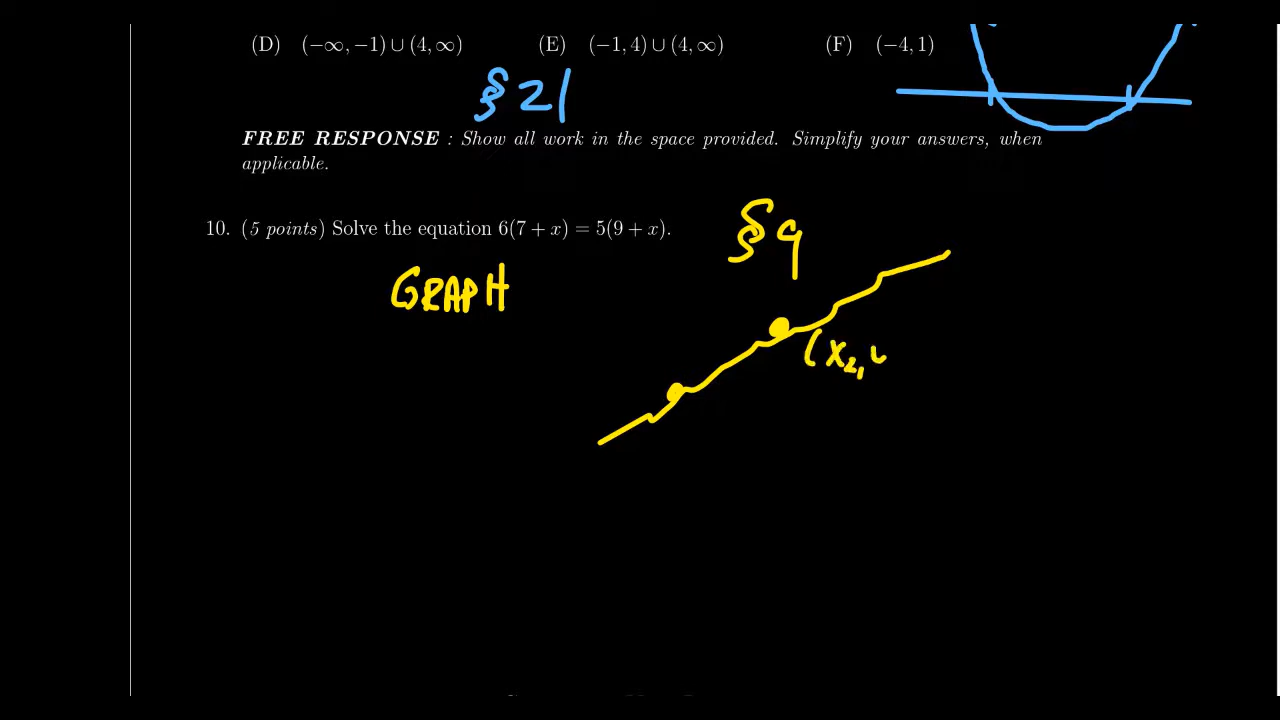 (D) (−∞, −1) ∪ (4, ∞) (E) (−1, 4) ∪ (4, ∞) (F) (−4, 1)
§ 21
FREE RESPONSE : Show all work in the space provided. Simplify your answers, when
applicable.
10. (5 points) Solve the equation 6(7 + x) = 5(9 + x).
§ 9
GRAPH
(x₂,